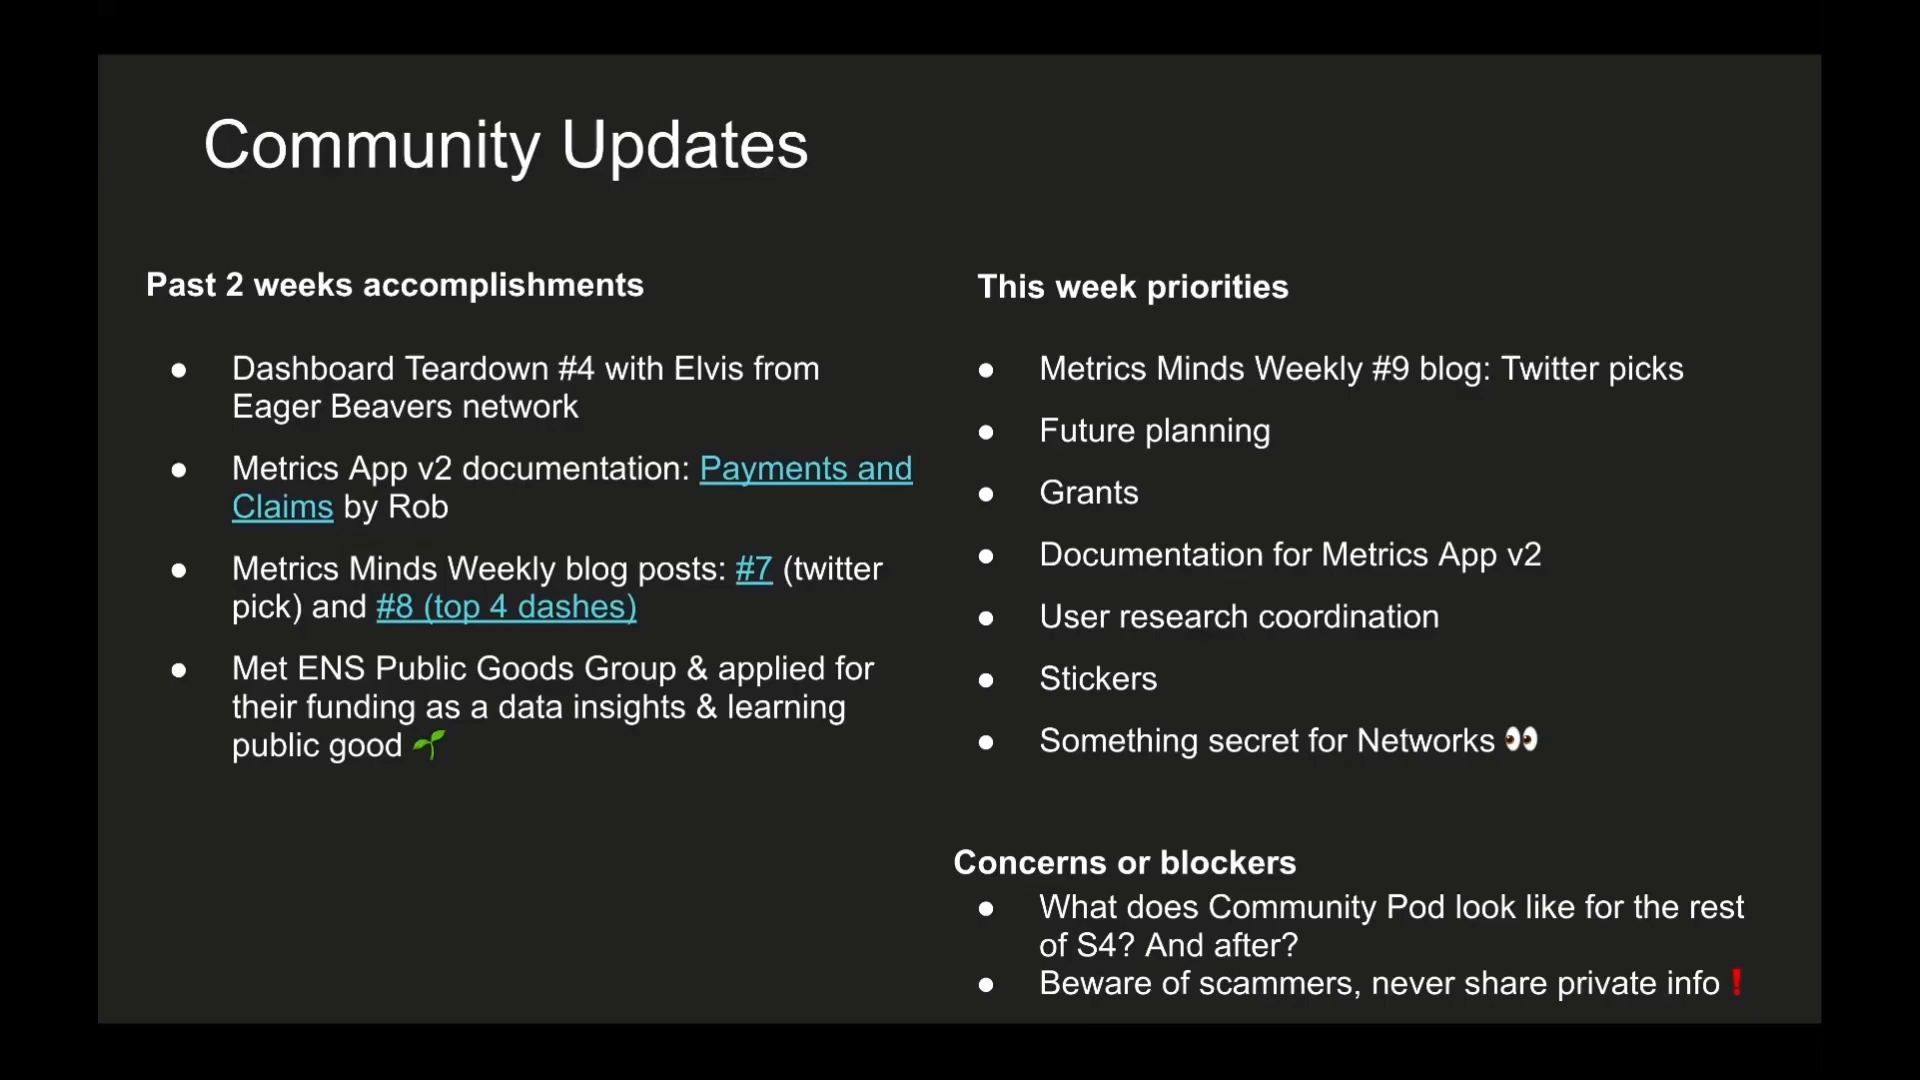 Community Updates
Past 2 weeks accomplishments
● Dashboard Teardown #4 with Elvis from
Eager Beavers network
● Metrics App v2 documentation: Payments and
Claims by Rob
● Metrics Minds Weekly blog posts: #7 (twitter
pick) and #8 (top 4 dashes)
● Met ENS Public Goods Group & applied for
their funding as a data insights & learning
public good 🌱
This week priorities
● Metrics Minds Weekly #9 blog: Twitter picks
● Future planning
● Grants
● Documentation for Metrics App v2
● User research coordination
● Stickers
● Something secret for Networks 👀
Concerns or blockers
● What does Community Pod look like for the rest
of S4? And after?
● Beware of scammers, never share private info❗